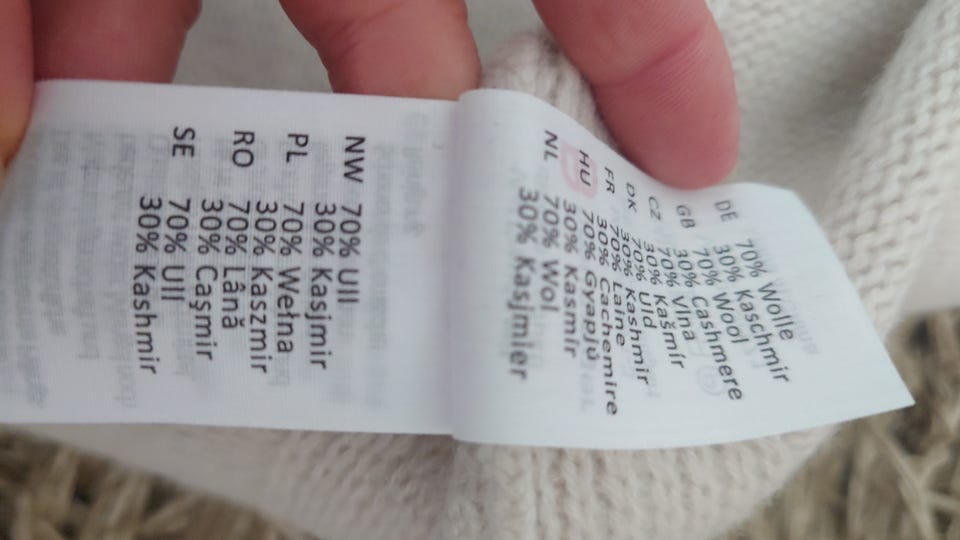 DE 70% Wolle
30% Kaschmir
GB 70% Wool
30% Cashmere
CZ 70% Vlna
30% Kašmír
DK 70% Uld
30% Kashmir
FR 70% Laine
30% Cachemire
HU 70% Gyapjú
30% Kasmír
NL 70% Wol
30% Kasjmier
NW 70% Ull
30% Kasjmir
PL 70% Wełna
30% Kaszmir
RO 70% Lână
30% Caşmir
SE 70% Ull
30% Kashmir